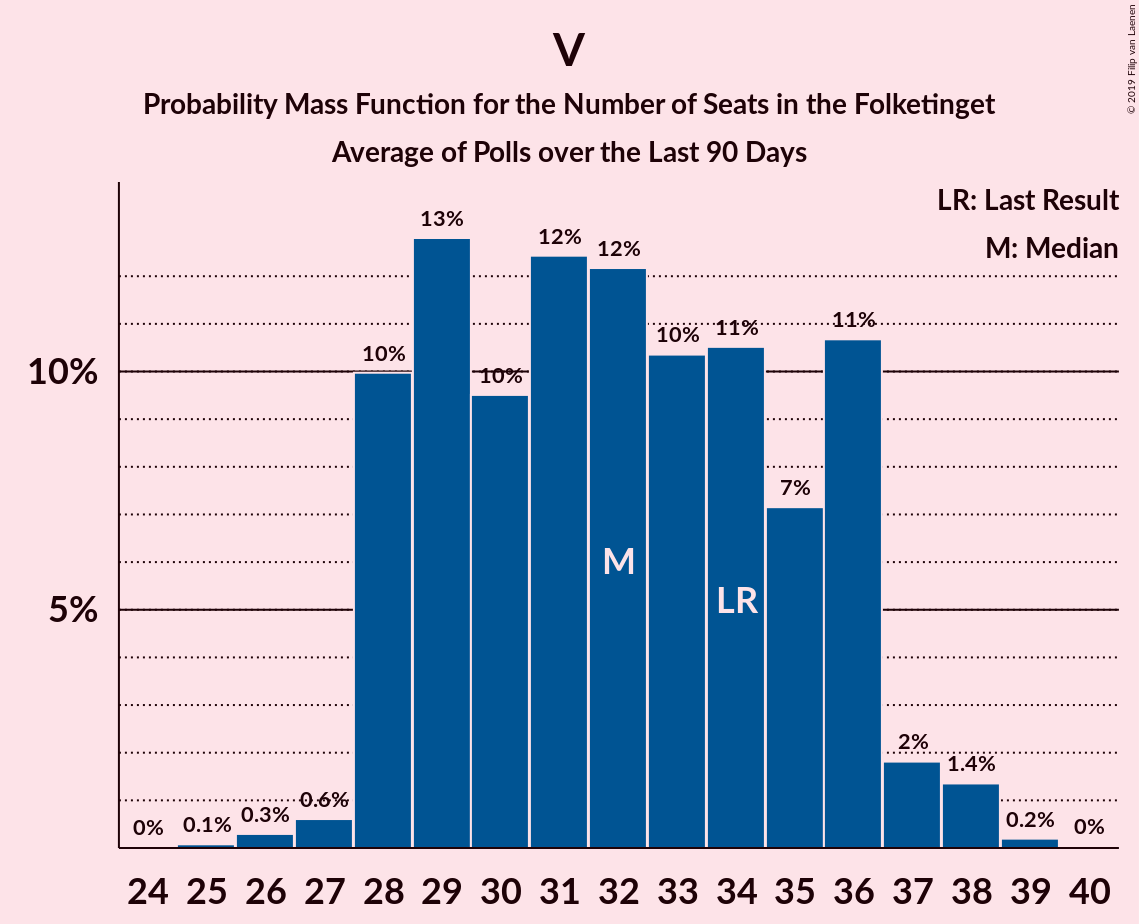 V
Probability Mass Function for the Number of Seats in the Folketinget
Average of Polls over the Last 90 Days
© 2019 Filip van Laenen
LR: Last Result
M: Median
10%
5%
0%
0.1%
0.3%
0.6%
10%
13%
10%
12%
12%
10%
11%
7%
11%
2%
1.4%
0.2%
0%
M
LR
24 25 26 27 28 29 30 31 32 33 34 35 36 37 38 39 40